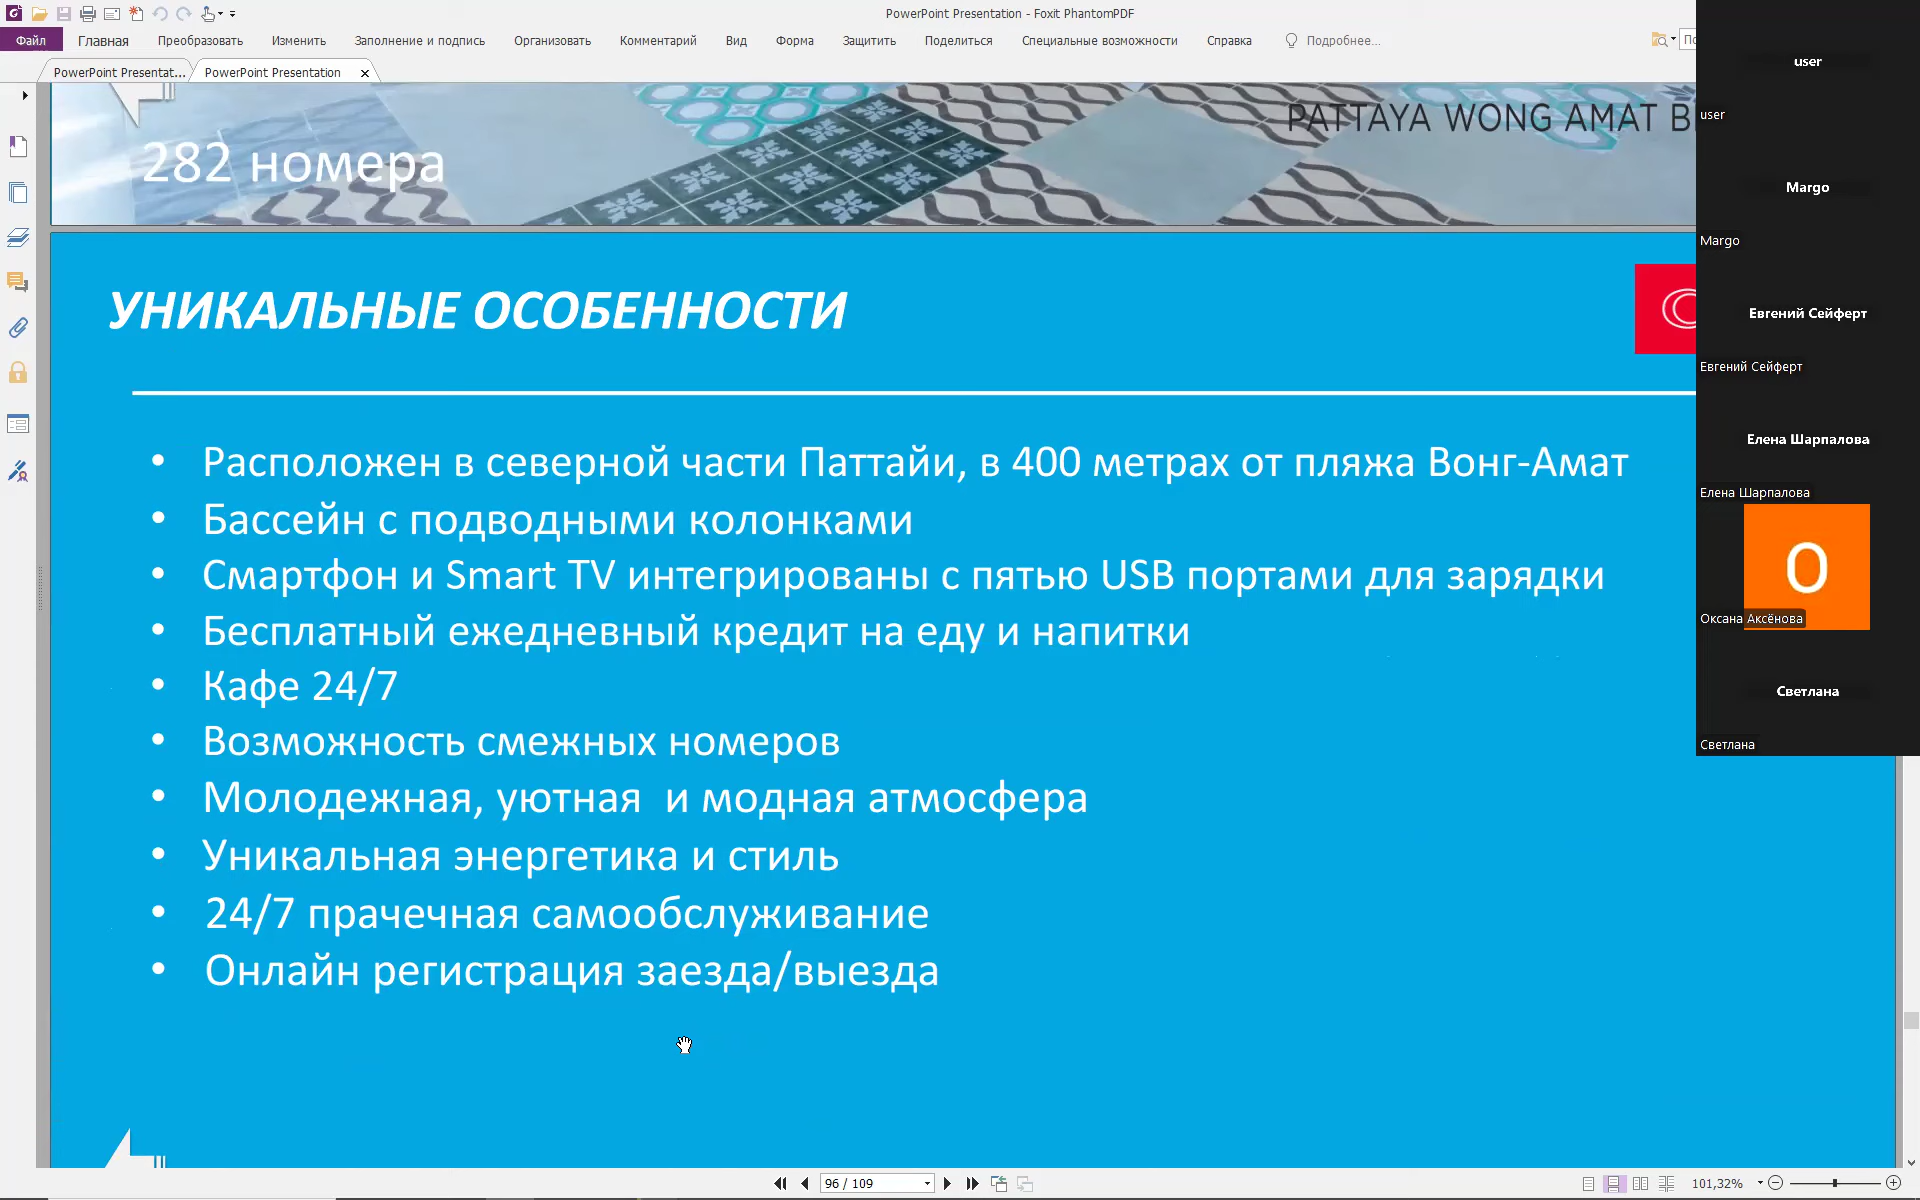 PowerPoint Presentation - Foxit PhantomPDF
Файл Главная Преобразовать Изменить Заполнение и подпись Организовать Комментарий Вид Форма Защитить Поделиться Специальные возможности Справка Подробнее...
PowerPoint Presentat... PowerPoint Presentation
PATTAYA WONG AMAT
282 номера
УНИКАЛЬНЫЕ ОСОБЕННОСТИ
• Расположен в северной части Паттайи, в 400 метрах от пляжа Вонг-Амат
• Бассейн с подводными колонками
• Смартфон и Smart TV интегрированы с пятью USB портами для зарядки
• Бесплатный ежедневный кредит на еду и напитки
• Кафе 24/7
• Возможность смежных номеров
• Молодежная, уютная и модная атмосфера
• Уникальная энергетика и стиль
• 24/7 прачечная самообслуживание
• Онлайн регистрация заезда/выезда
user
user
Margo
Margo
Евгений Сейферт
Евгений Сейферт
Елена Шарпалова
Елена Шарпалова
О
Оксана Аксёнова
Светлана
Светлана
96 / 109
101,32%